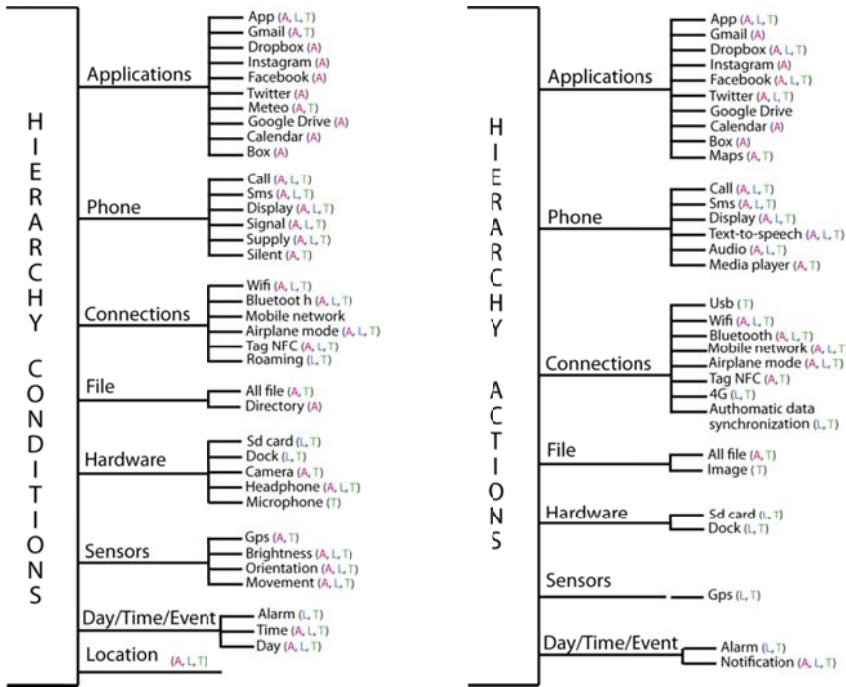 HIERARCHY CONDITIONS
Applications
App (A, L, T)
Gmail (A, L, T)
Dropbox (A)
Instagram (A)
Facebook (A)
Twitter (A)
Meteo (A, T)
Google Drive (A)
Calendar (A)
Box (A)
Phone
Call (A, L, T)
Sms (A, L, T)
Display (A, L, T)
Signal (A, L, T)
Supply (A, L, T)
Silent (A, T)
Connections
Wifi (A, L, T)
Bluetoot h (A, L, T)
Mobile network
Airplane mode (A, L, T)
Tag NFC (A, L, T)
Roaming (L, T)
File
All file (A, T)
Directory (A)
Hardware
Sd card (L, T)
Dock (L, T)
Camera (A, T)
Headphone (A, L, T)
Microphone (T)
Sensors
Gps (A, T)
Brightness (A, L, T)
Orientation (A, L, T)
Movement (A, L, T)
Day/Time/Event
Alarm (L, T)
Time (A, L, T)
Day (A, L, T)
Location (A, L, T)
HIERARCHY ACTIONS
Applications
App (A, L, T)
Gmail (A)
Dropbox (A, L, T)
Instagram (A)
Facebook (A, L, T)
Twitter (A, L, T)
Google Drive
Calendar (A)
Box (A)
Maps (A, T)
Phone
Call (A, L, T)
Sms (A, L, T)
Display (A, L, T)
Text-to-speech (A, L, T)
Audio (A, L, T)
Media player (A, T)
Connections
Usb (T)
Wifi (A, L, T)
Bluetooth (A, L, T)
Mobile network (A, L, T
Airplane mode (A, L, T)
Tag NFC (A, T)
4G (L, T)
Authomatic data
synchronization (L, T)
File
All file (A, T)
Image (T)
Hardware
Sd card (L, T)
Dock (L, T)
Sensors
Gps (L, T)
Day/Time/Event
Alarm (L, T)
Notification (A, L, T)